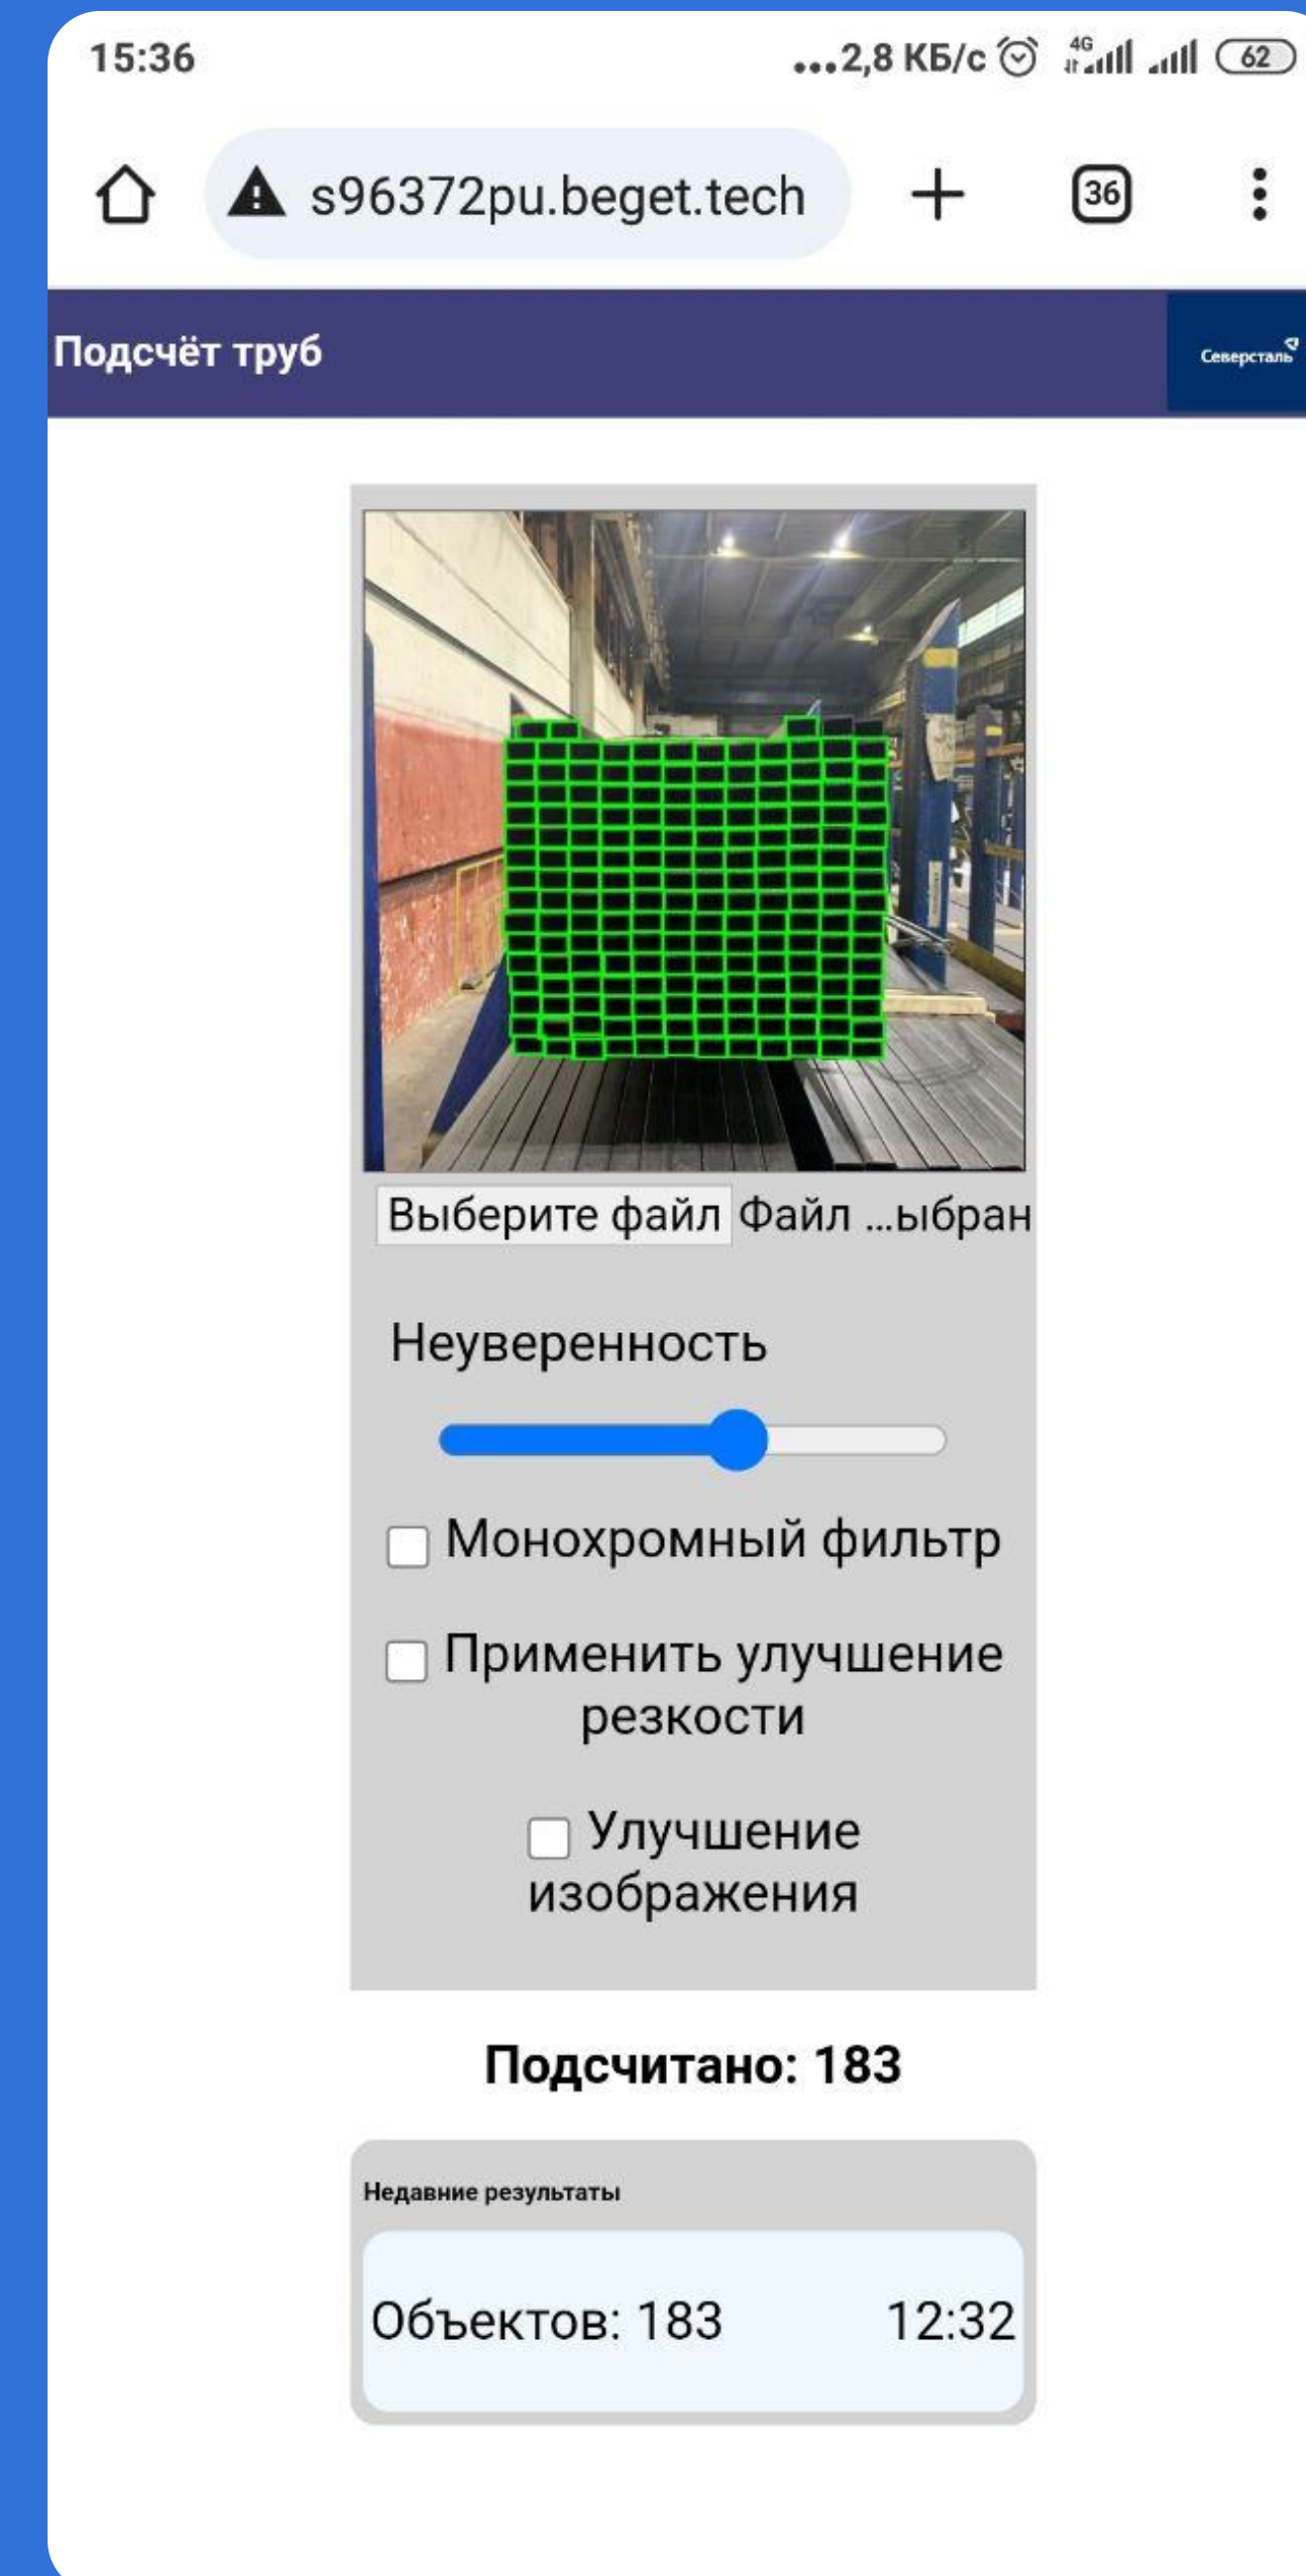 15:36
...2,8 КБ/с 4G 62
s96372pu.beget.tech 36
Подсчёт труб
Северсталь
Выберите файл Файл ...ыбран
Неуверенность
Монохромный фильтр
Применить улучшение
резкости
Улучшение
изображения
Подсчитано: 183
Недавние результаты
Объектов: 183 12:32